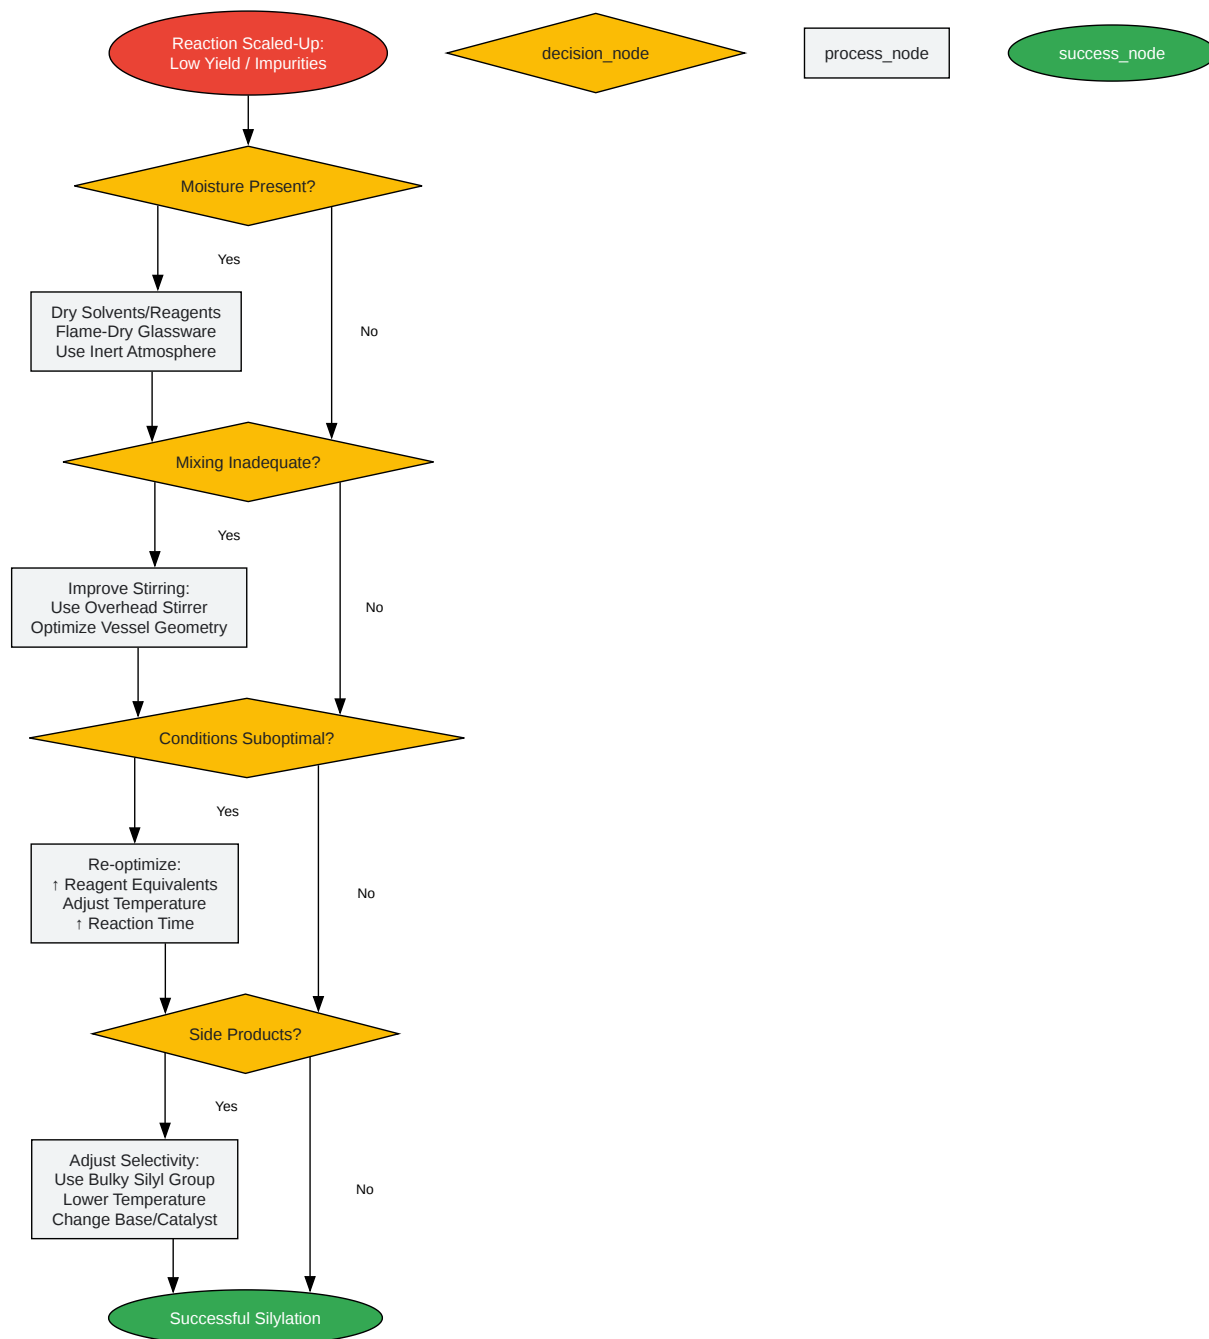 Reaction Scaled-Up:
Low Yield / Impurities
decision_node
process_node
success_node
Moisture Present?
Yes
Dry Solvents/Reagents
Flame-Dry Glassware
Use Inert Atmosphere
No
Mixing Inadequate?
Yes
Improve Stirring:
Use Overhead Stirrer
Optimize Vessel Geometry
No
Conditions Suboptimal?
Yes
Re-optimize:
↑ Reagent Equivalents
Adjust Temperature
↑ Reaction Time
No
Side Products?
Yes
Adjust Selectivity:
Use Bulky Silyl Group
Lower Temperature
Change Base/Catalyst
No
Successful Silylation